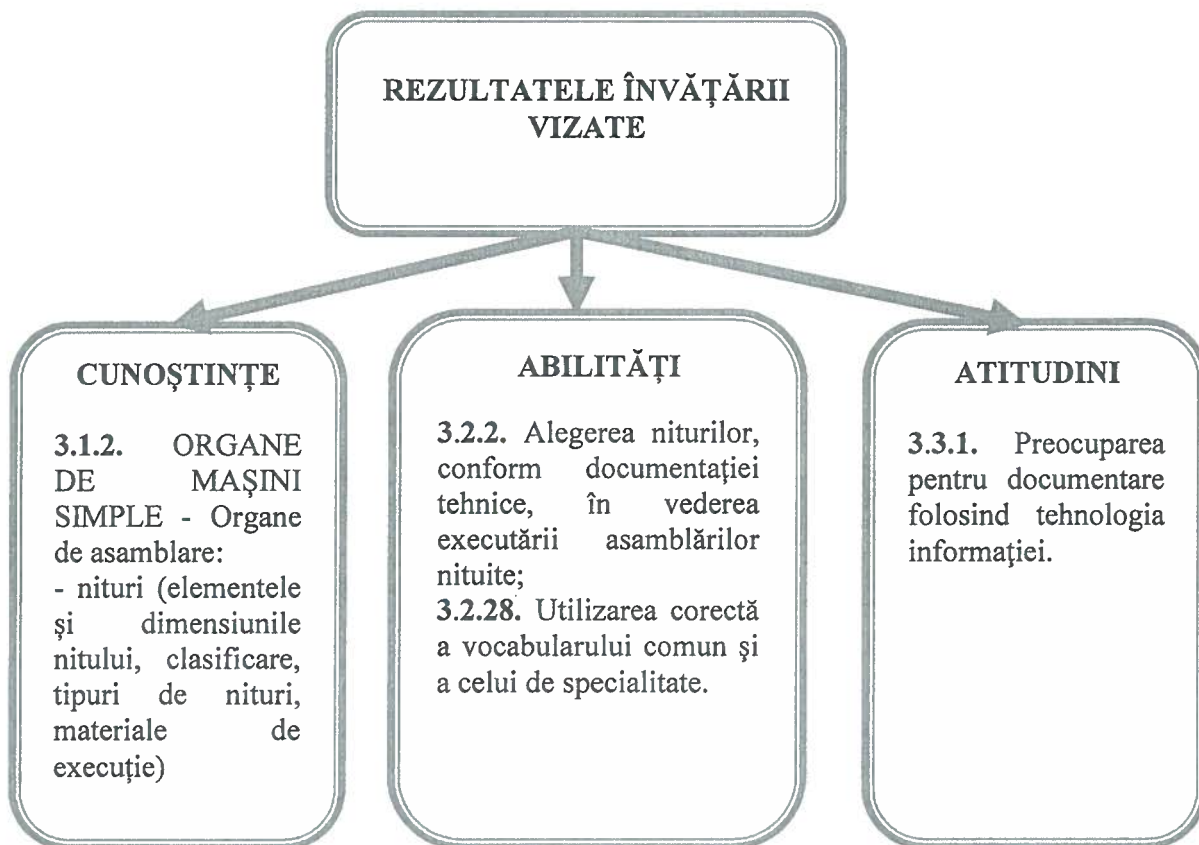 REZULTATELE ÎNVĂȚĂRII
VIZATE
CUNOȘTINȚE
3.1.2. ORGANE
DE MAȘINI
SIMPLE - Organe
de asamblare:
- nituri (elementele
și dimensiunile
nitului, clasificare,
tipuri de nituri,
materiale de
execuție)
ABILITĂȚI
3.2.2. Alegerea niturilor,
conform documentației
tehnice, în vederea
executării asamblărilor
nituite;
3.2.28. Utilizarea corectă
a vocabularului comun și
a celui de specialitate.
ATITUDINI
3.3.1. Preocuparea
pentru documentare
folosind tehnologia
informației.